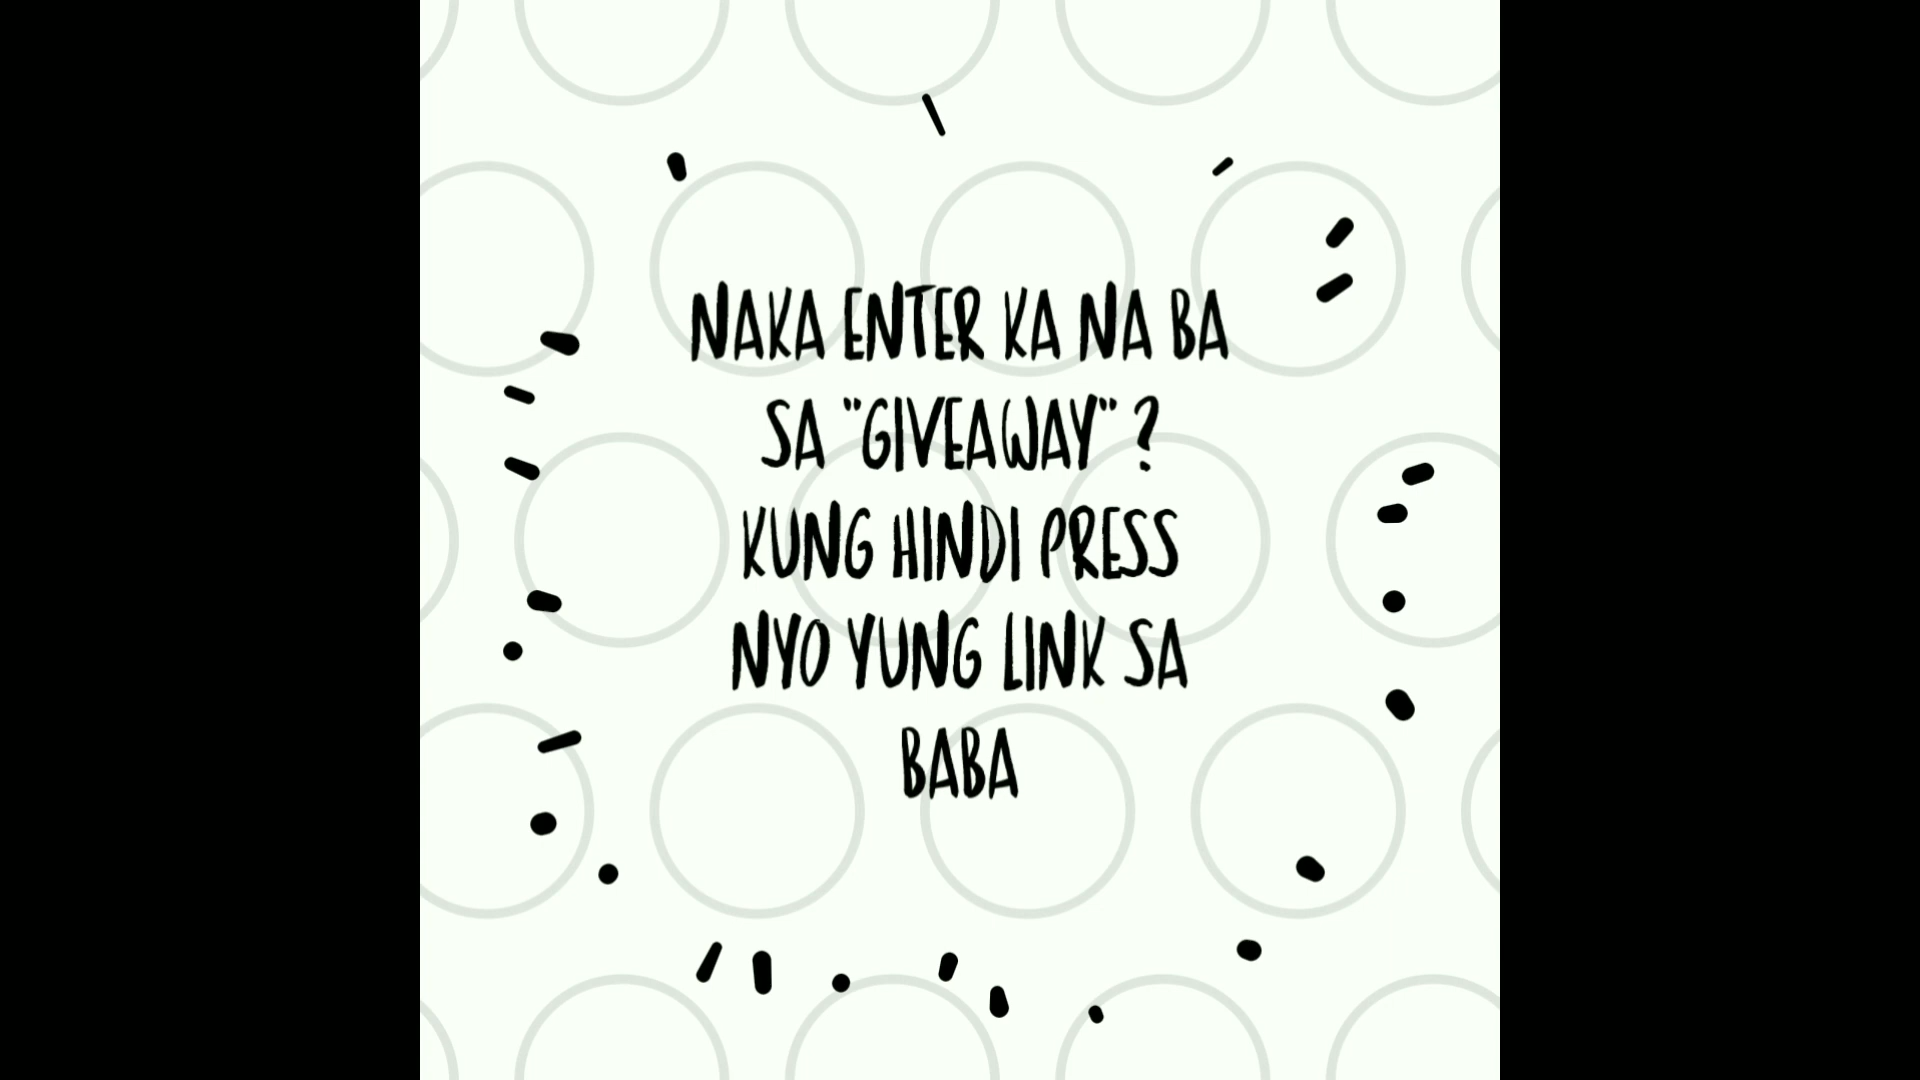 NAKA ENTER KA NA BA
SA "GIVEAWAY" ?
KUNG HINDI PRESS
NYO YUNG LINK SA
BABA